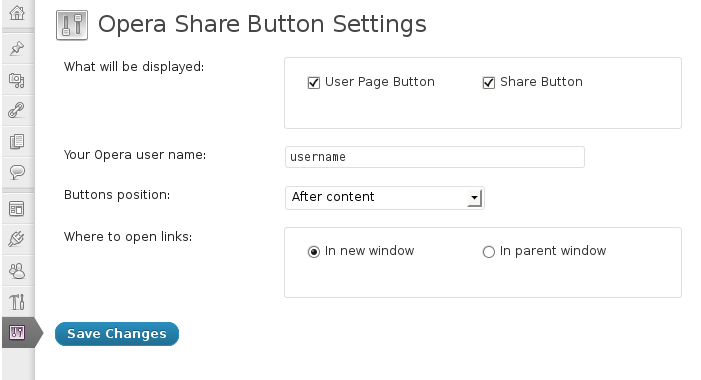 Opera Share Button Settings
What will be displayed:
User Page Button Share Button
Your Opera user name:
username
Buttons position:
After content
Where to open links:
In new window In parent window
Save Changes